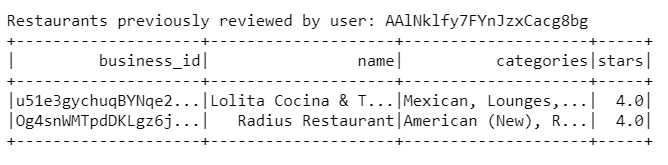 Restaurants previously reviewed by user: AAlNklfy7FYnJzxCacg8bg
+--------------------+--------------------+--------------------+-----+
|         business_id|                name|          categories|stars|
+--------------------+--------------------+--------------------+-----+
|u51e3gychuqBYNqe2...|Lolita Cocina & T...|Mexican, Lounges,...|  4.0|
|Og4snWMTpdDKLgz6j...|   Radius Restaurant|American (New), R...|  4.0|
+--------------------+--------------------+--------------------+-----+